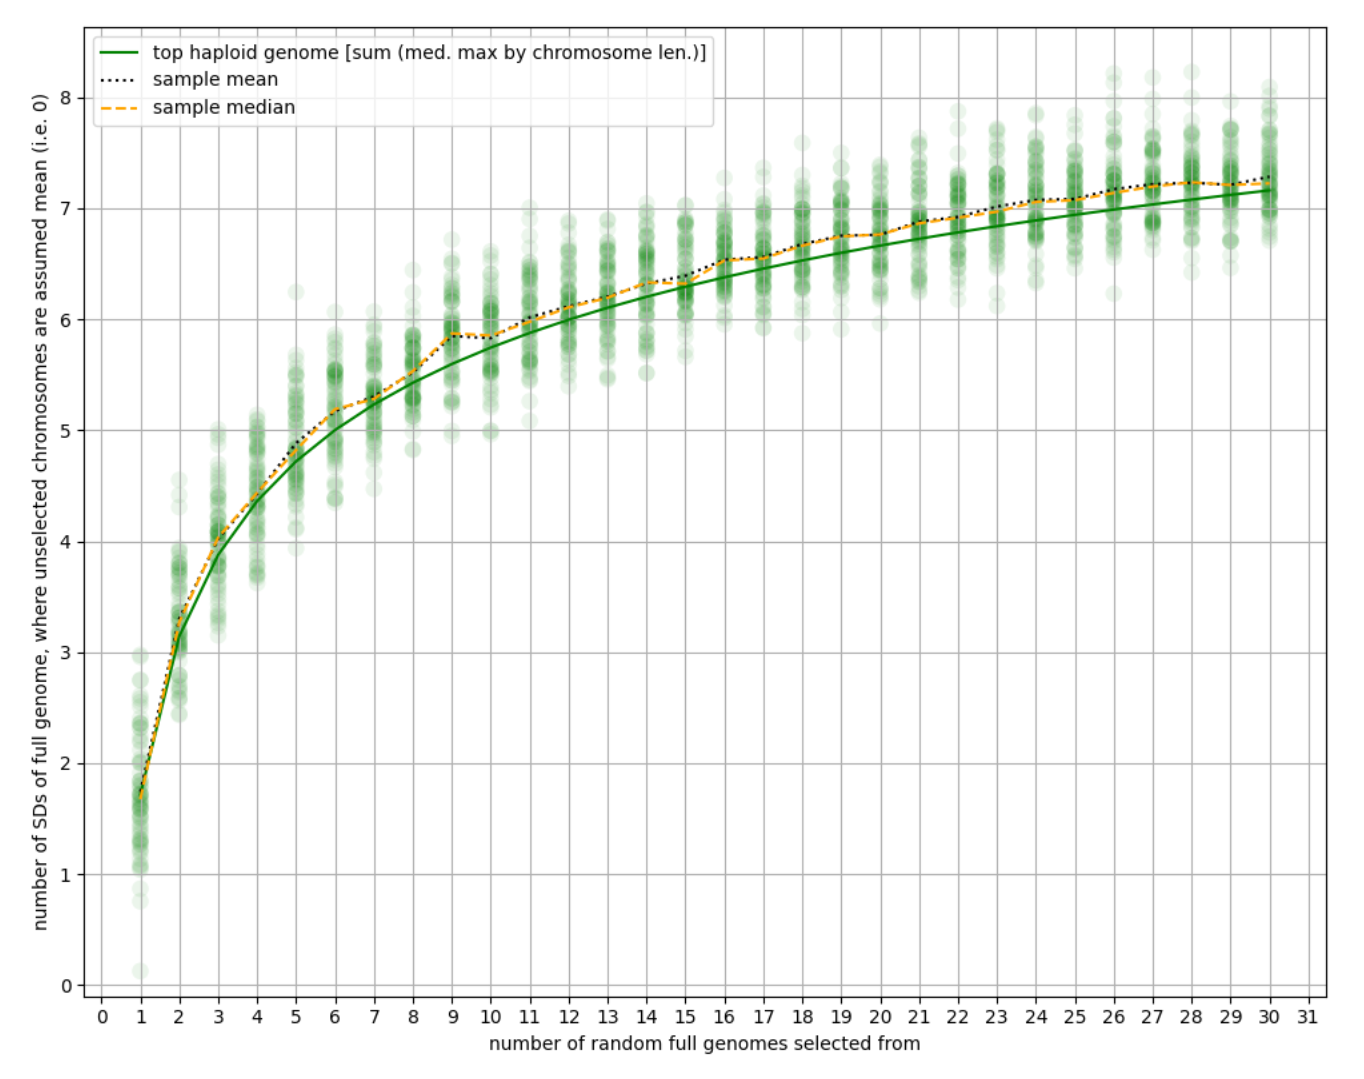 top haploid genome [sum (med. max by chromosome len.)]
sample mean
sample median
number of SDs of full genome, where unselected chromosomes are assumed mean (i.e. 0)
8
7
6
5
4
3
2
1
0
0 1 2 3 4 5 6 7 8 9 10 11 12 13 14 15 16 17 18 19 20 21 22 23 24 25 26 27 28 29 30 31
number of random full genomes selected from